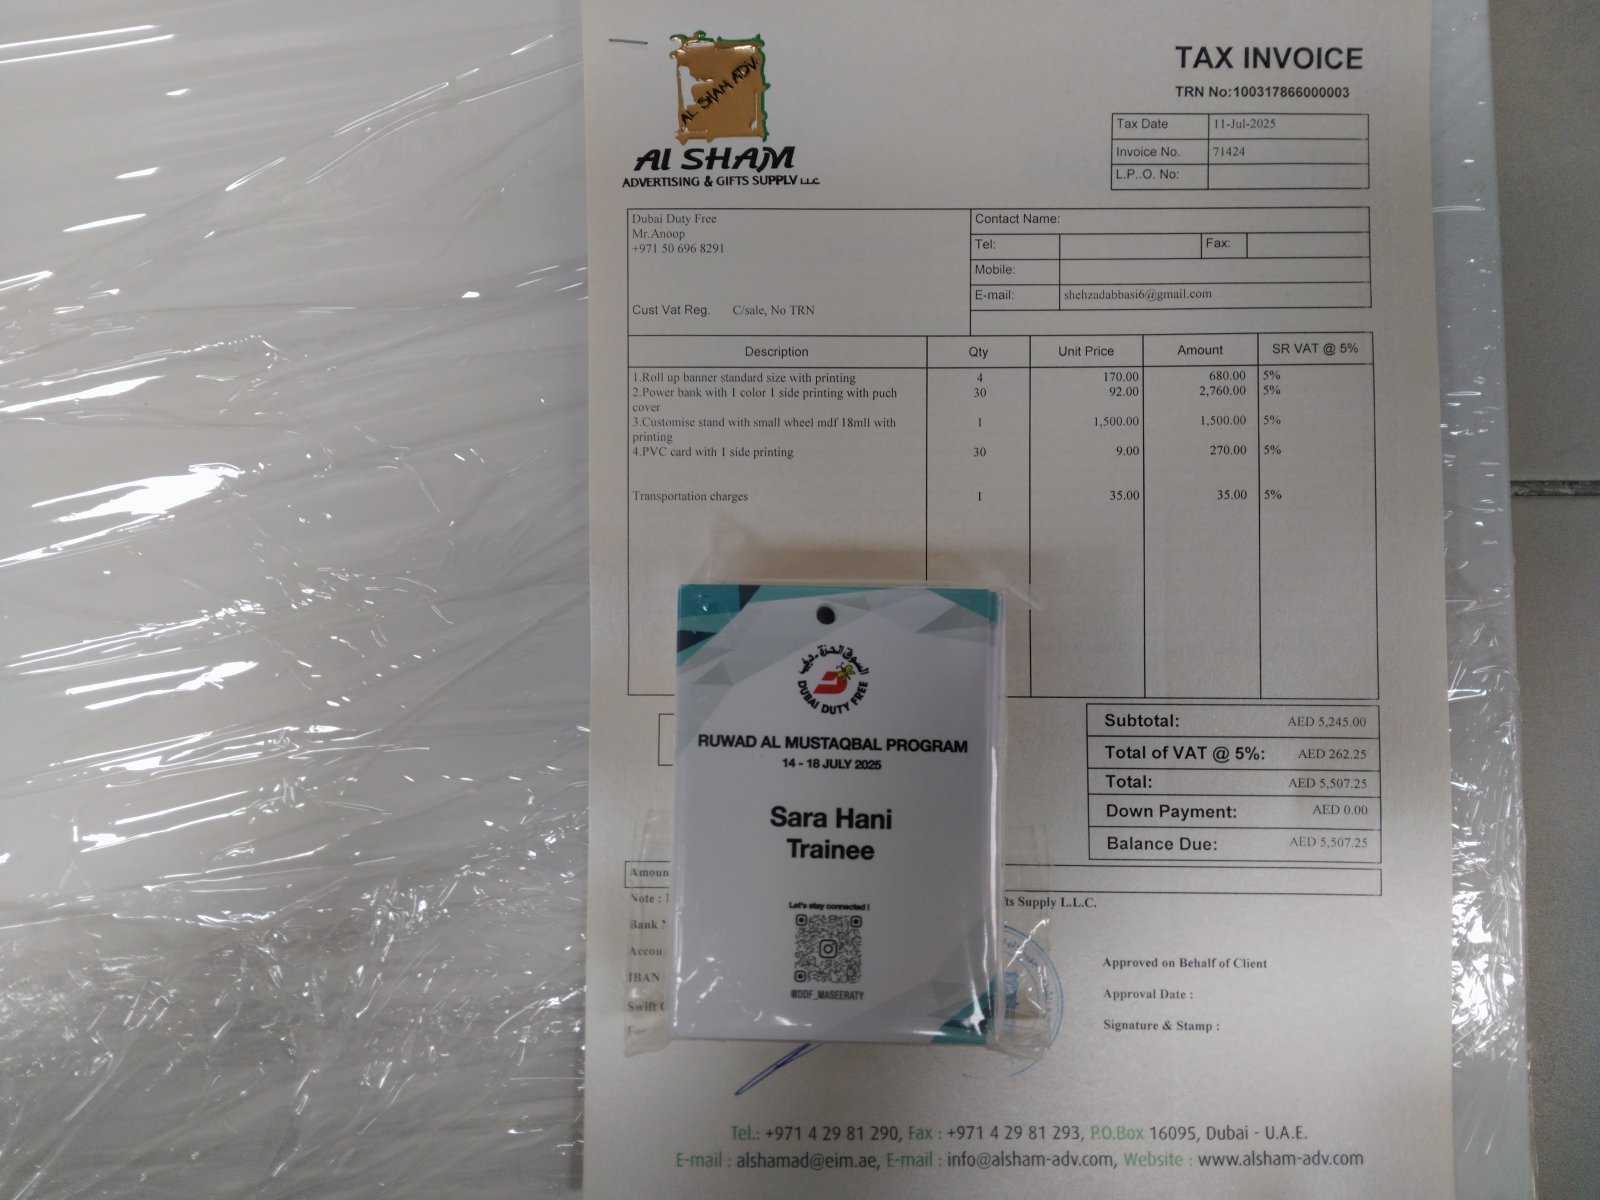 AL SHAM ADV.
Al SHAM
ADVERTISING & GIFTS SUPPLY L.L.C.
TAX INVOICE
TRN No:100317866000003
Tax Date 11-Jul-2025
Invoice No. 71424
L.P..O. No:
Dubai Duty Free
Mr.Anoop
+971 50 696 8291
Cust Vat Reg. C/sale, No TRN
Contact Name:
Tel: Fax:
Mobile:
E-mail: shehzadabbasi6@gmail.com
Description Qty Unit Price Amount SR VAT @ 5%
1.Roll up banner standard size with printing 4 170.00 680.00 5%
2.Power bank with 1 color 1 side printing with puch 30 92.00 2,760.00 5%
cover
3.Customise stand with small wheel mdf 18mll with 1 1,500.00 1,500.00 5%
printing
4.PVC card with 1 side printing 30 9.00 270.00 5%
Transportation charges 1 35.00 35.00 5%
Subtotal: AED 5,245.00
Total of VAT @ 5%: AED 262.25
Total: AED 5,507.25
Down Payment: AED 0.00
Balance Due: AED 5,507.25
السوق الحرة - دبي
DUBAI DUTY FREE
RUWAD AL MUSTAQBAL PROGRAM
14 - 18 JULY 2025
Sara Hani
Trainee
Let's stay connected !
@DDF_MASEERATY
Amoun
Note :
Bank
Accou
IBAN
Swift
For
Supply L.L.C.
Approved on Behalf of Client
Approval Date :
Signature & Stamp :
Tel.: +971 4 29 81 290, Fax : +971 4 29 81 293, P.O.Box 16095, Dubai - U.A.E.
E-mail : alshamad@eim.ae, E-mail : info@alsham-adv.com, Website : www.alsham-adv.com